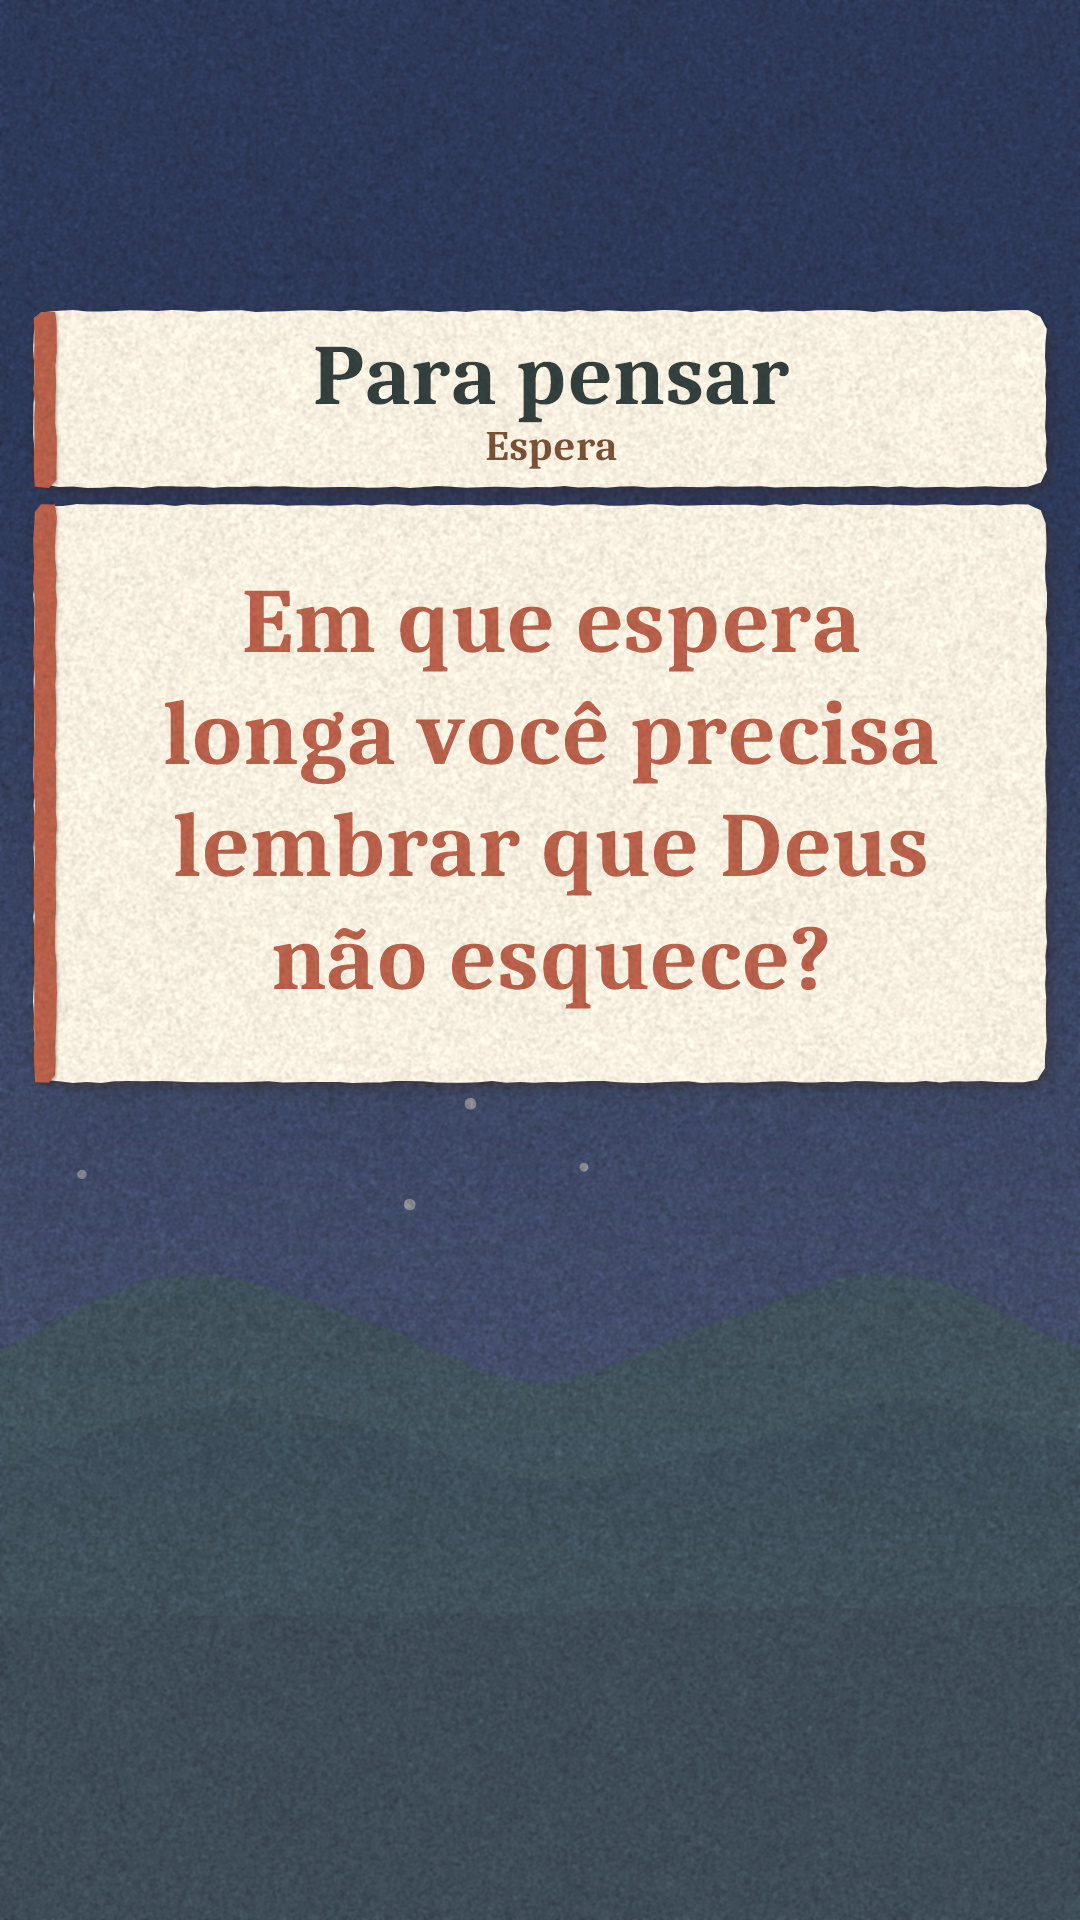 Para pensar
Espera
Em que espera
longa você precisa
lembrar que Deus
não esquece?